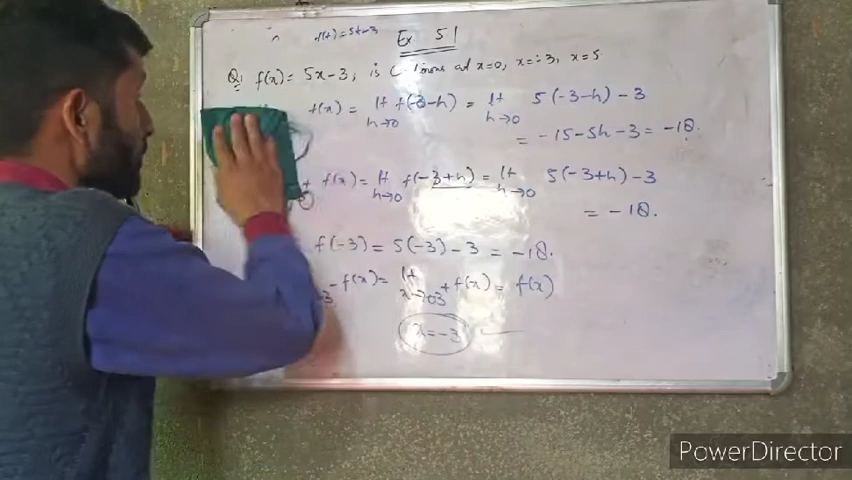 f(x) = 5x-3
Ex 5.1
Q1 f(x) = 5x-3, is C at x=0, x=-3, x=5
f(x) = lt h→0 f(-3-h) = lt h→0 5(-3-h) -3
= -15-5h-3 = -18.
+ f(x) = lt h→0 f(-3+h) = lt h→0 5(-3+h) -3
= -18.
f(-3) = 5(-3) -3 = -18.
3⁻ f(x) = lt x→3⁺ f(x) = f(x)
x = -3
PowerDirector